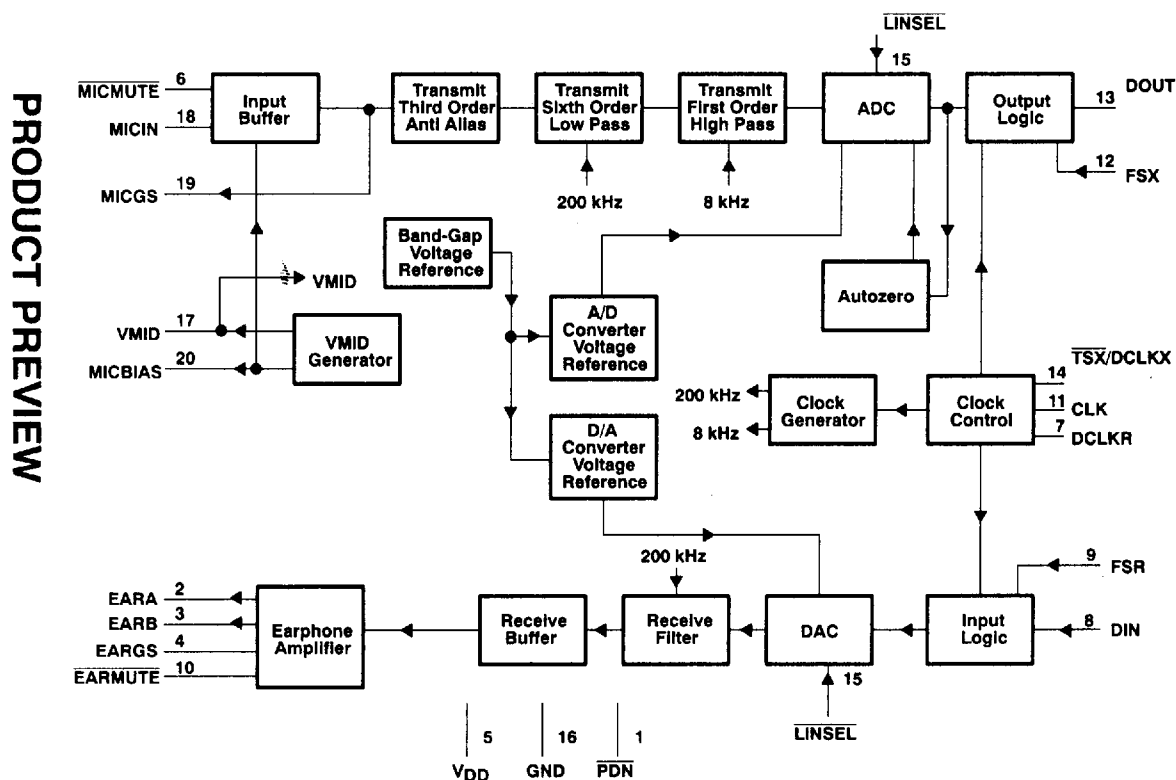 PRODUCT PREVIEW
LINSEL
15
MICMUTE
6
MICIN
18
Input
Buffer
Transmit
Third Order
Anti Alias
Transmit
Sixth Order
Low Pass
Transmit
First Order
High Pass
ADC
Output
Logic
DOUT
13
12
FSX
MICGS
19
200 kHz
8 kHz
Band-Gap
Voltage
Reference
VMID
VMID
17
MICBIAS
20
VMID
Generator
A/D
Converter
Voltage
Reference
Autozero
TSX/DCLKX
14
200 kHz
8 kHz
Clock
Generator
Clock
Control
11
CLK
7
DCLKR
D/A
Converter
Voltage
Reference
200 kHz
9
FSR
EARA
2
EARB
3
EARGS
4
EARMUTE
10
Earphone
Amplifier
Receive
Buffer
Receive
Filter
DAC
Input
Logic
8
DIN
15
LINSEL
5
VDD
16
GND
1
PDN